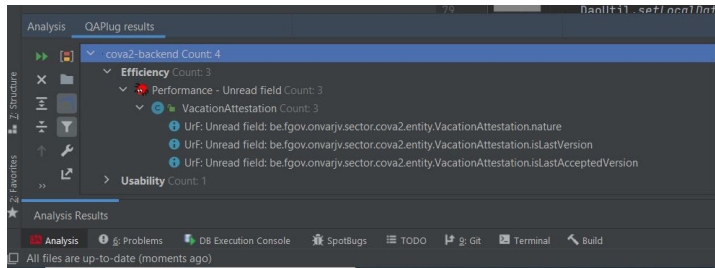 79
DaoUtil.setLocalDat
Analysis QAPlug results
cova2-backend Count: 4
Efficiency Count: 3
Performance - Unread field Count: 3
VacationAttestation Count: 3
UrF: Unread field: be.fgov.onvarjv.sector.cova2.entity.VacationAttestation.nature
UrF: Unread field: be.fgov.onvarjv.sector.cova2.entity.VacationAttestation.isLastVersion
UrF: Unread field: be.fgov.onvarjv.sector.cova2.entity.VacationAttestation.isLastAcceptedVersion
Usability Count: 1
Z: Structure
2: Favorites
Analysis Results
Analysis 6: Problems DB Execution Console SpotBugs TODO 9: Git Terminal Build
All files are up-to-date (moments ago)